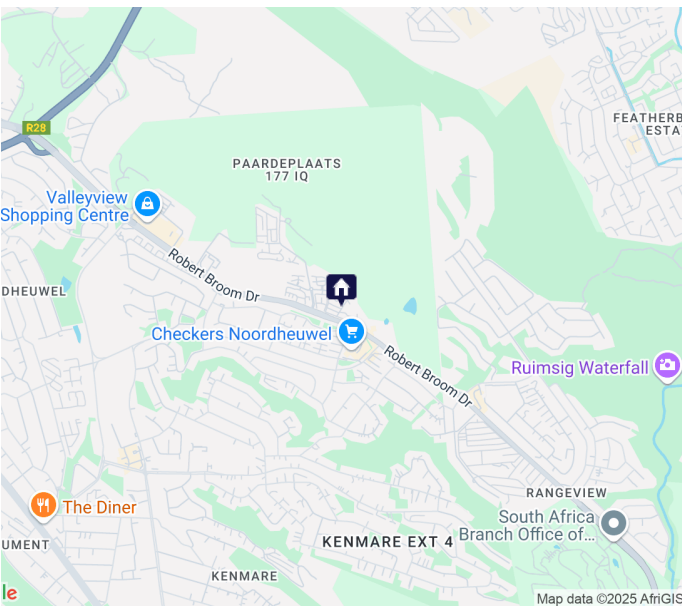 R28
FEATHERB
ESTA
PAARDEPLAATS
177 IQ
Valleyview
Shopping Centre
Robert Broom Dr
DHEUWEL
Checkers Noordheuwel
Robert Broom Dr
Ruimsig Waterfall
RANGEVIEW
The Diner
South Africa
Branch Office of...
UMENT
KENMARE EXT 4
KENMARE
le
Map data ©2025 AfriGIS